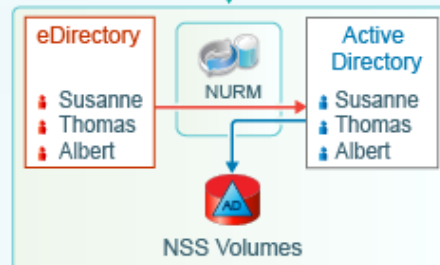 eDirectory
Susanne
Thomas
Albert
NURM
Active
Directory
Susanne
Thomas
Albert
AD
NSS Volumes